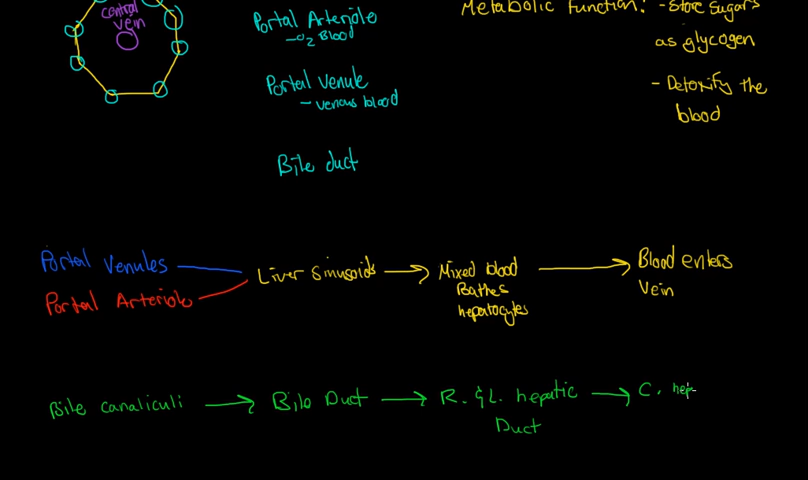 central
vein
Portal Arteriole
- O2 Blood
Portal Venule
- venous blood
Bile duct
Metabolic Function: - Store sugars
as glycogen
- Detoxify the
blood
Portal Venules
Portal Arteriole
Liver Sinusoids
Mixed blood
Bathes
hepatocytes
Blood enters
Vein
Bile canaliculi
Bile Duct
R. & L. hepatic
Duct
C. hep